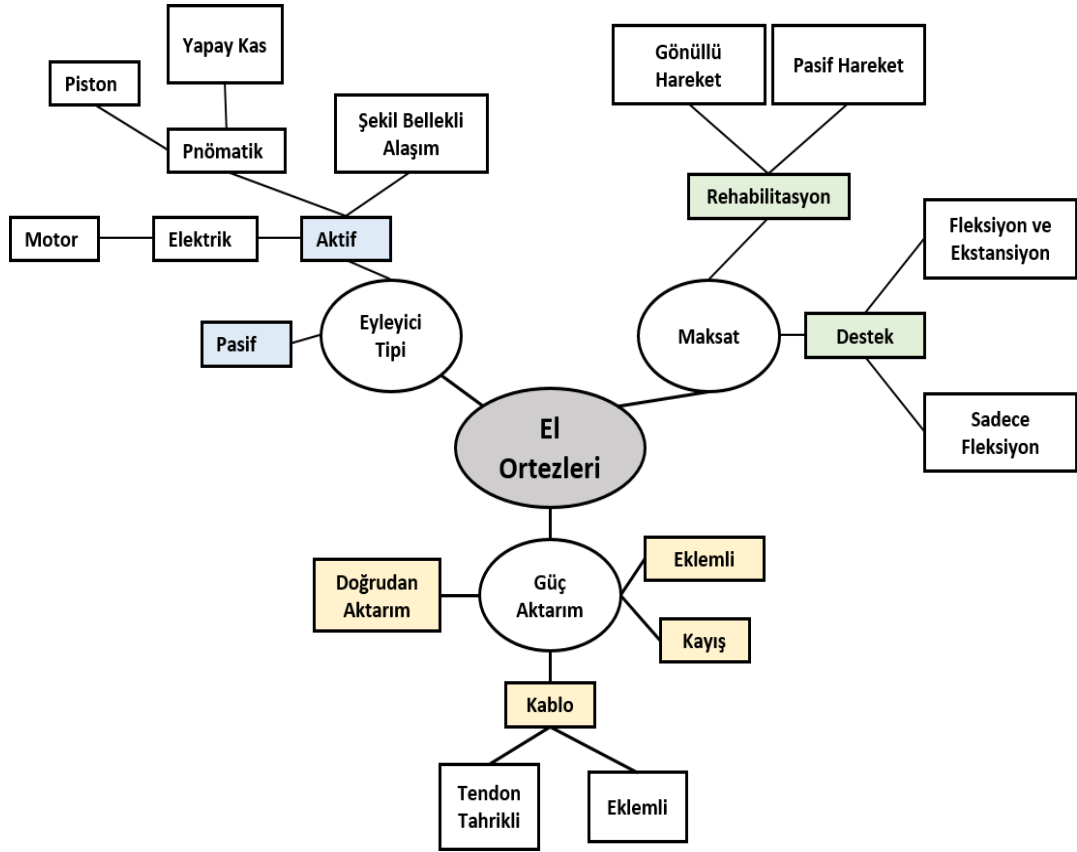 Yapay Kas
Piston
Pnömatik
Şekil Bellekli
Alaşım
Motor
Elektrik
Aktif
Pasif
Eyleyici
Tipi
Gönüllü
Hareket
Pasif Hareket
Rehabilitasyon
Maksat
Destek
Fleksiyon ve
Ekstansiyon
Sadece
Fleksiyon
El
Ortezleri
Güç
Aktarım
Doğrudan
Aktarım
Eklemli
Kayış
Kablo
Tendon
Tahrikli
Eklemli